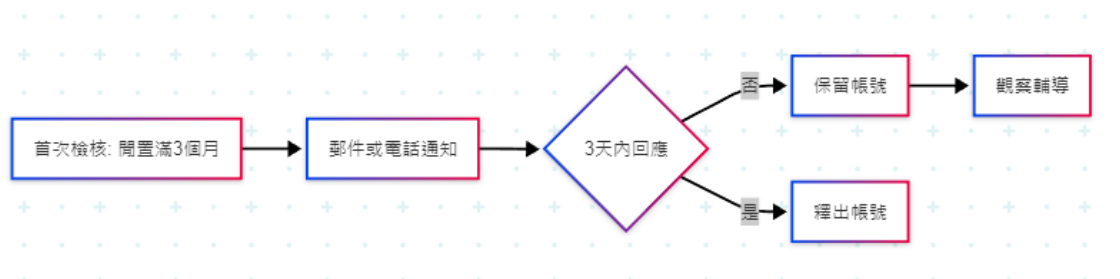 首次檢核: 閒置滿3個月
郵件或電話通知
3天內回應
否
保留帳號
觀察輔導
是
釋出帳號